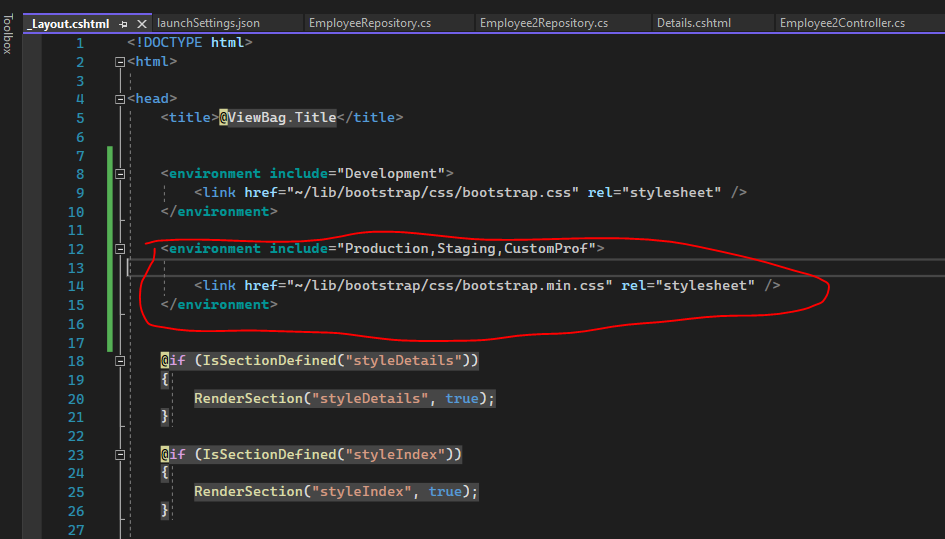 Toolbox
_Layout.cshtml launchSettings.json EmployeeRepository.cs Employee2Repository.cs Details.cshtml Employee2Controller.cs
1 <!DOCTYPE html>
2 <html>
3
4 <head>
5 <title>@ViewBag.Title</title>
6
7
8 <environment include="Development">
9 <link href="~/lib/bootstrap/css/bootstrap.css" rel="stylesheet" />
10 </environment>
11
12 <environment include="Production,Staging,CustomProf">
13
14 <link href="~/lib/bootstrap/css/bootstrap.min.css" rel="stylesheet" />
15 </environment>
16
17
18 @if (IsSectionDefined("styleDetails"))
19 {
20 RenderSection("styleDetails", true);
21 }
22
23 @if (IsSectionDefined("styleIndex"))
24 {
25 RenderSection("styleIndex", true);
26 }
27